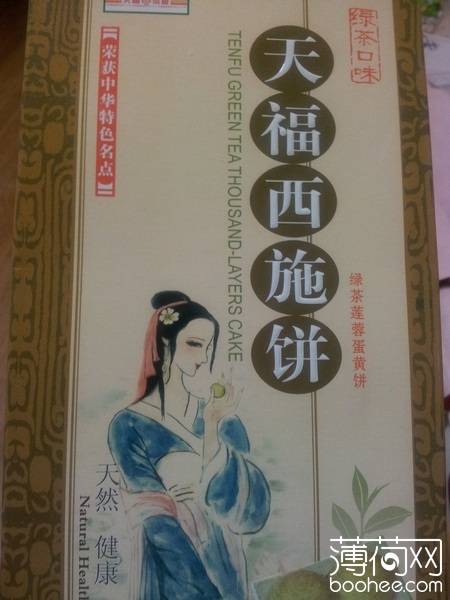 绿茶口味
天福西施饼
TENFU GREEN TEA THOUSAND-LAYERS CAKE
【荣获中华特色名点】
绿茶莲蓉蛋黄饼
天然 健康
Natural Health
薄荷网
boohee.com